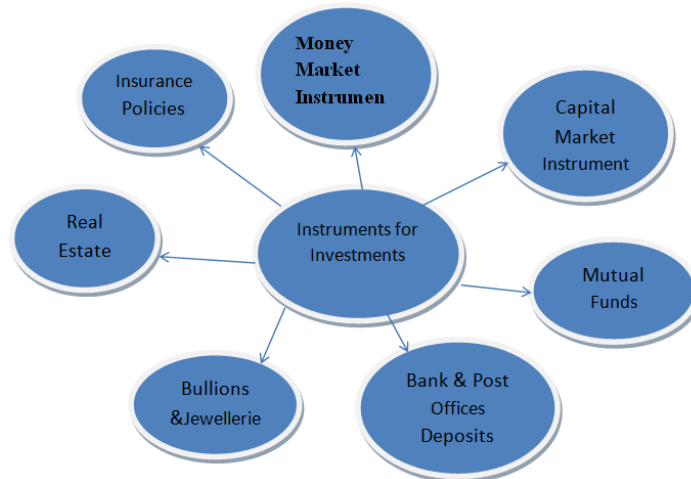 Money
Market
Instrumen
Insurance
Policies
Capital
Market
Instrument
Real
Estate
Instruments for
Investments
Mutual
Funds
Bullions
&Jewellerie
Bank & Post
Offices
Deposits